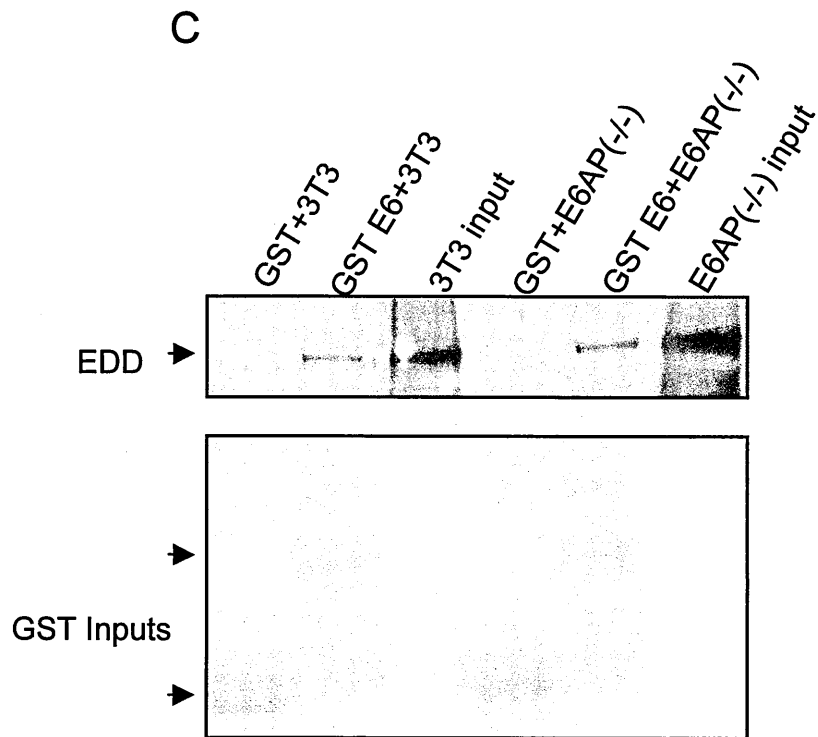 C
GST+3T3
GST E6+3T3
3T3 input
GST+E6AP(-/-)
GST E6+E6AP(-/-)
E6AP(-/-) input
EDD
GST Inputs